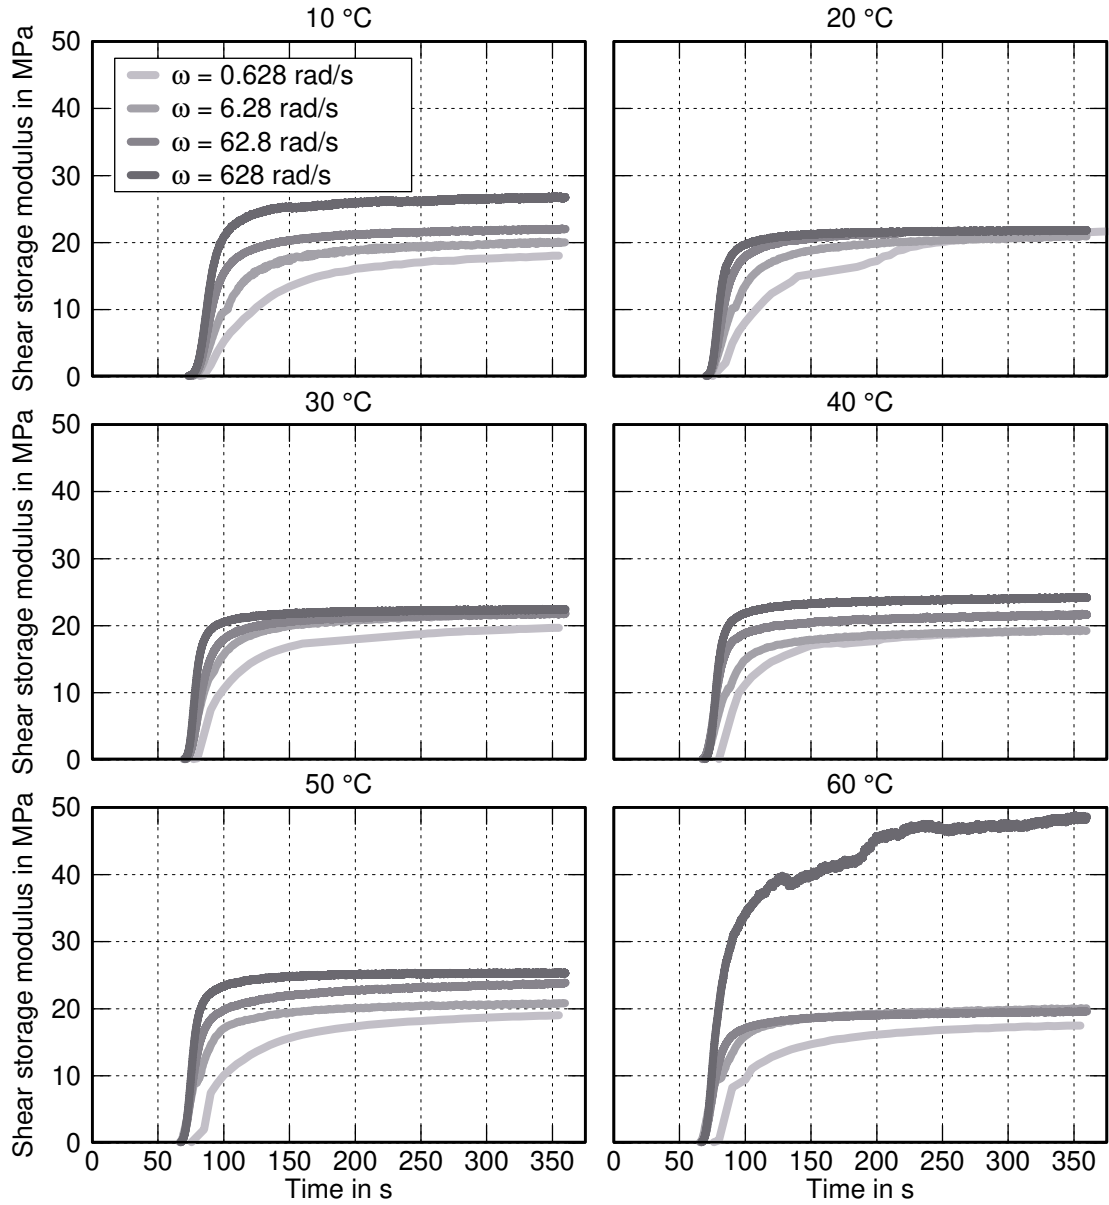 10 °C
20 °C
Shear storage modulus in MPa
50
40
30
20
10
0
ω = 0.628 rad/s
ω = 6.28 rad/s
ω = 62.8 rad/s
ω = 628 rad/s
30 °C
40 °C
Shear storage modulus in MPa
50
40
30
20
10
0
50 °C
60 °C
Shear storage modulus in MPa
50
40
30
20
10
0
0 50 100 150 200 250 300 350
0 50 100 150 200 250 300 350
Time in s
Time in s